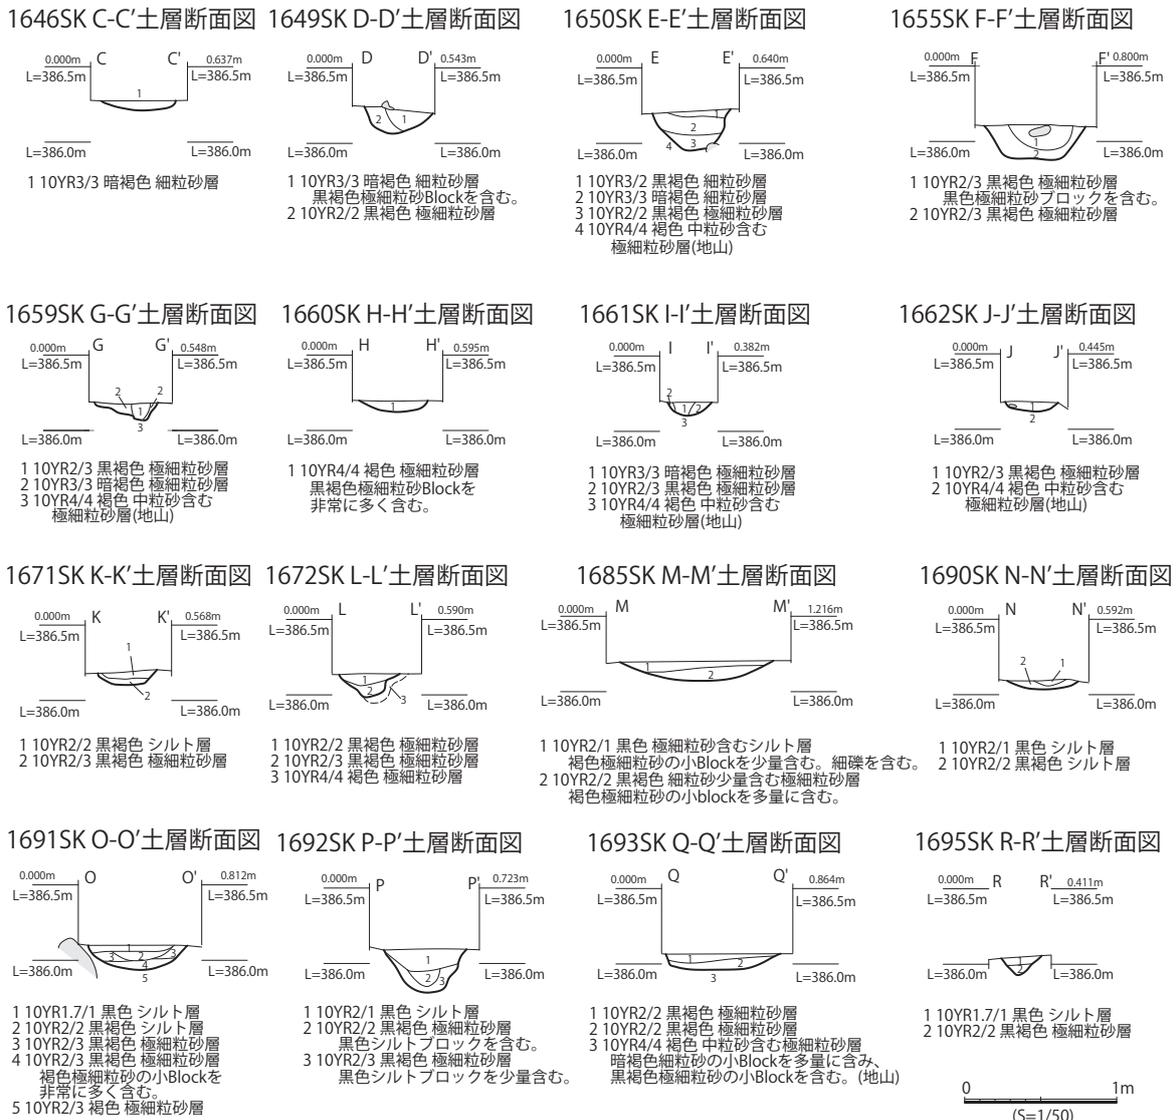 1646SK C-C’土層断面図
0.000m C C' 0.637m
L=386.5m L=386.5m
1
L=386.0m L=386.0m
1 10YR3/3 暗褐色 細粒砂層
1649SK D-D’土層断面図
0.000m D D' 0.543m
L=386.5m L=386.5m
2 1
L=386.0m L=386.0m
1 10YR3/3 暗褐色 細粒砂層
黒褐色極細粒砂Blockを含む。
2 10YR2/2 黒褐色 極細粒砂層
1650SK E-E’土層断面図
0.000m E E' 0.640m
L=386.5m L=386.5m
1
2
4 3
L=386.0m L=386.0m
1 10YR3/2 黒褐色 細粒砂層
2 10YR3/3 暗褐色 細粒砂層
3 10YR2/2 黒褐色 極細粒砂層
4 10YR4/4 褐色 中粒砂含む
極細粒砂層(地山)
1655SK F-F’土層断面図
0.000m F F' 0.800m
L=386.5m L=386.5m
1
2
L=386.0m L=386.0m
1 10YR2/3 黒褐色 極細粒砂層
黒色極細粒砂ブロックを含む。
2 10YR2/3 黒褐色 極細粒砂層
1659SK G-G’土層断面図
0.000m G G' 0.548m
L=386.5m L=386.5m
2 2
1
3
L=386.0m L=386.0m
1 10YR2/3 黒褐色 極細粒砂層
2 10YR3/3 暗褐色 極細粒砂層
3 10YR4/4 褐色 中粒砂含む
極細粒砂層(地山)
1660SK H-H’土層断面図
0.000m H H' 0.595m
L=386.5m L=386.5m
1
L=386.0m L=386.0m
1 10YR4/4 褐色 極細粒砂層
黒褐色極細粒砂Blockを
非常に多く含む。
1661SK I-I’土層断面図
0.000m I I' 0.382m
L=386.5m L=386.5m
2
1 2
3
L=386.0m L=386.0m
1 10YR3/3 暗褐色 極細粒砂層
2 10YR2/3 黒褐色 極細粒砂層
3 10YR4/4 褐色 中粒砂含む
極細粒砂層(地山)
1662SK J-J’土層断面図
0.000m J J' 0.445m
L=386.5m L=386.5m
1
2
L=386.0m L=386.0m
1 10YR2/3 黒褐色 極細粒砂層
2 10YR4/4 褐色 中粒砂含む
極細粒砂層(地山)
1671SK K-K’土層断面図
0.000m K K' 0.568m
L=386.5m L=386.5m
1
2
L=386.0m L=386.0m
1 10YR2/2 黒褐色 シルト層
2 10YR2/3 黒褐色 極細粒砂層
1672SK L-L’土層断面図
0.000m L L' 0.590m
L=386.5m L=386.5m
1
2
3
L=386.0m L=386.0m
1 10YR2/2 黒褐色 極細粒砂層
2 10YR2/3 黒褐色 極細粒砂層
3 10YR4/4 褐色 極細粒砂層
1685SK M-M’土層断面図
0.000m M M' 1.216m
L=386.5m L=386.5m
1
2
L=386.0m L=386.0m
1 10YR2/1 黒色 極細粒砂含むシルト層
褐色極細粒砂の小Blockを少量含む。細礫を含む。
2 10YR2/2 黒褐色 細粒砂少量含む極細粒砂層
褐色極細粒砂の小blockを多量に含む。
1690SK N-N’土層断面図
0.000m N N' 0.592m
L=386.5m L=386.5m
2 1
L=386.0m L=386.0m
1 10YR2/1 黒色 シルト層
2 10YR2/2 黒褐色 シルト層
1691SK O-O’土層断面図
0.000m O O' 0.812m
L=386.5m L=386.5m
1
3 2 3
4
5
L=386.0m L=386.0m
1 10YR1.7/1 黒色 シルト層
2 10YR2/2 黒褐色 シルト層
3 10YR2/3 黒褐色 極細粒砂層
4 10YR2/3 黒褐色 極細粒砂層
褐色極細粒砂の小Blockを
非常に多く含む。
5 10YR2/3 褐色 極細粒砂層
1692SK P-P’土層断面図
0.000m P P' 0.723m
L=386.5m L=386.5m
1
2 3
L=386.0m L=386.0m
1 10YR2/1 黒色 シルト層
2 10YR2/2 黒褐色 極細粒砂層
黒色シルトブロックを含む。
3 10YR2/3 黒褐色 極細粒砂層
黒色シルトブロックを少量含む。
1693SK Q-Q’土層断面図
0.000m Q Q' 0.864m
L=386.5m L=386.5m
1 2
3
L=386.0m L=386.0m
1 10YR2/2 黒褐色 極細粒砂層
2 10YR2/2 黒褐色 極細粒砂層
3 10YR4/4 褐色 中粒砂含む極細粒砂層
暗褐色細粒砂の小Blockを多量に含み、
黒褐色極細粒砂の小Blockを含む。(地山)
1695SK R-R’土層断面図
0.000m R R' 0.411m
L=386.5m L=386.5m
1
2
L=386.0m L=386.0m
1 10YR1.7/1 黒色 シルト層
2 10YR2/2 黒褐色 極細粒砂層
0 1m
(S=1/50)